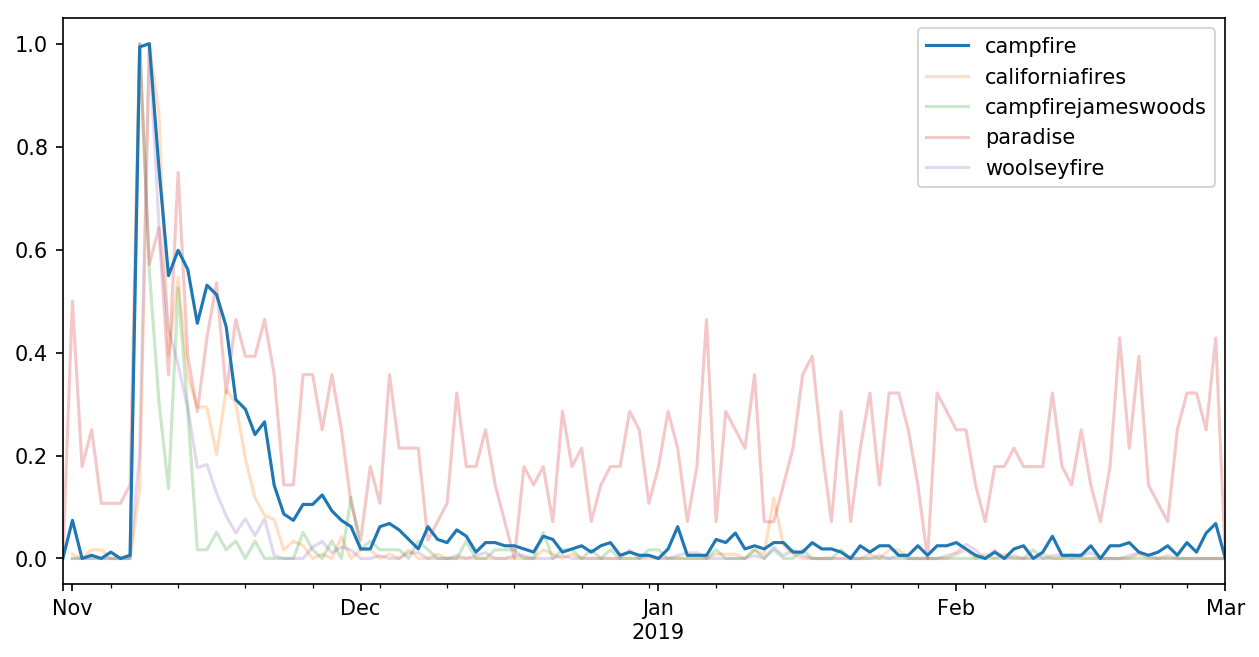 1.0
0.8
0.6
0.4
0.2
0.0
campfire
californiafires
campfirejameswoods
paradise
woolseyfire
Nov Dec Jan Feb Mar
2019